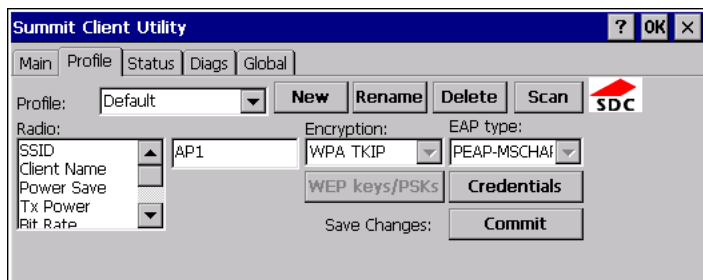 Summit Client Utility ? OK ×
Main Profile Status Diags Global
Profile: Default New Rename Delete Scan SDC
Radio: Encryption: EAP type:
SSID AP1 WPA TKIP PEAP-MSCHAP
Client Name
Power Save WEP keys/PSKs Credentials
Tx Power
Bit Rate Save Changes: Commit